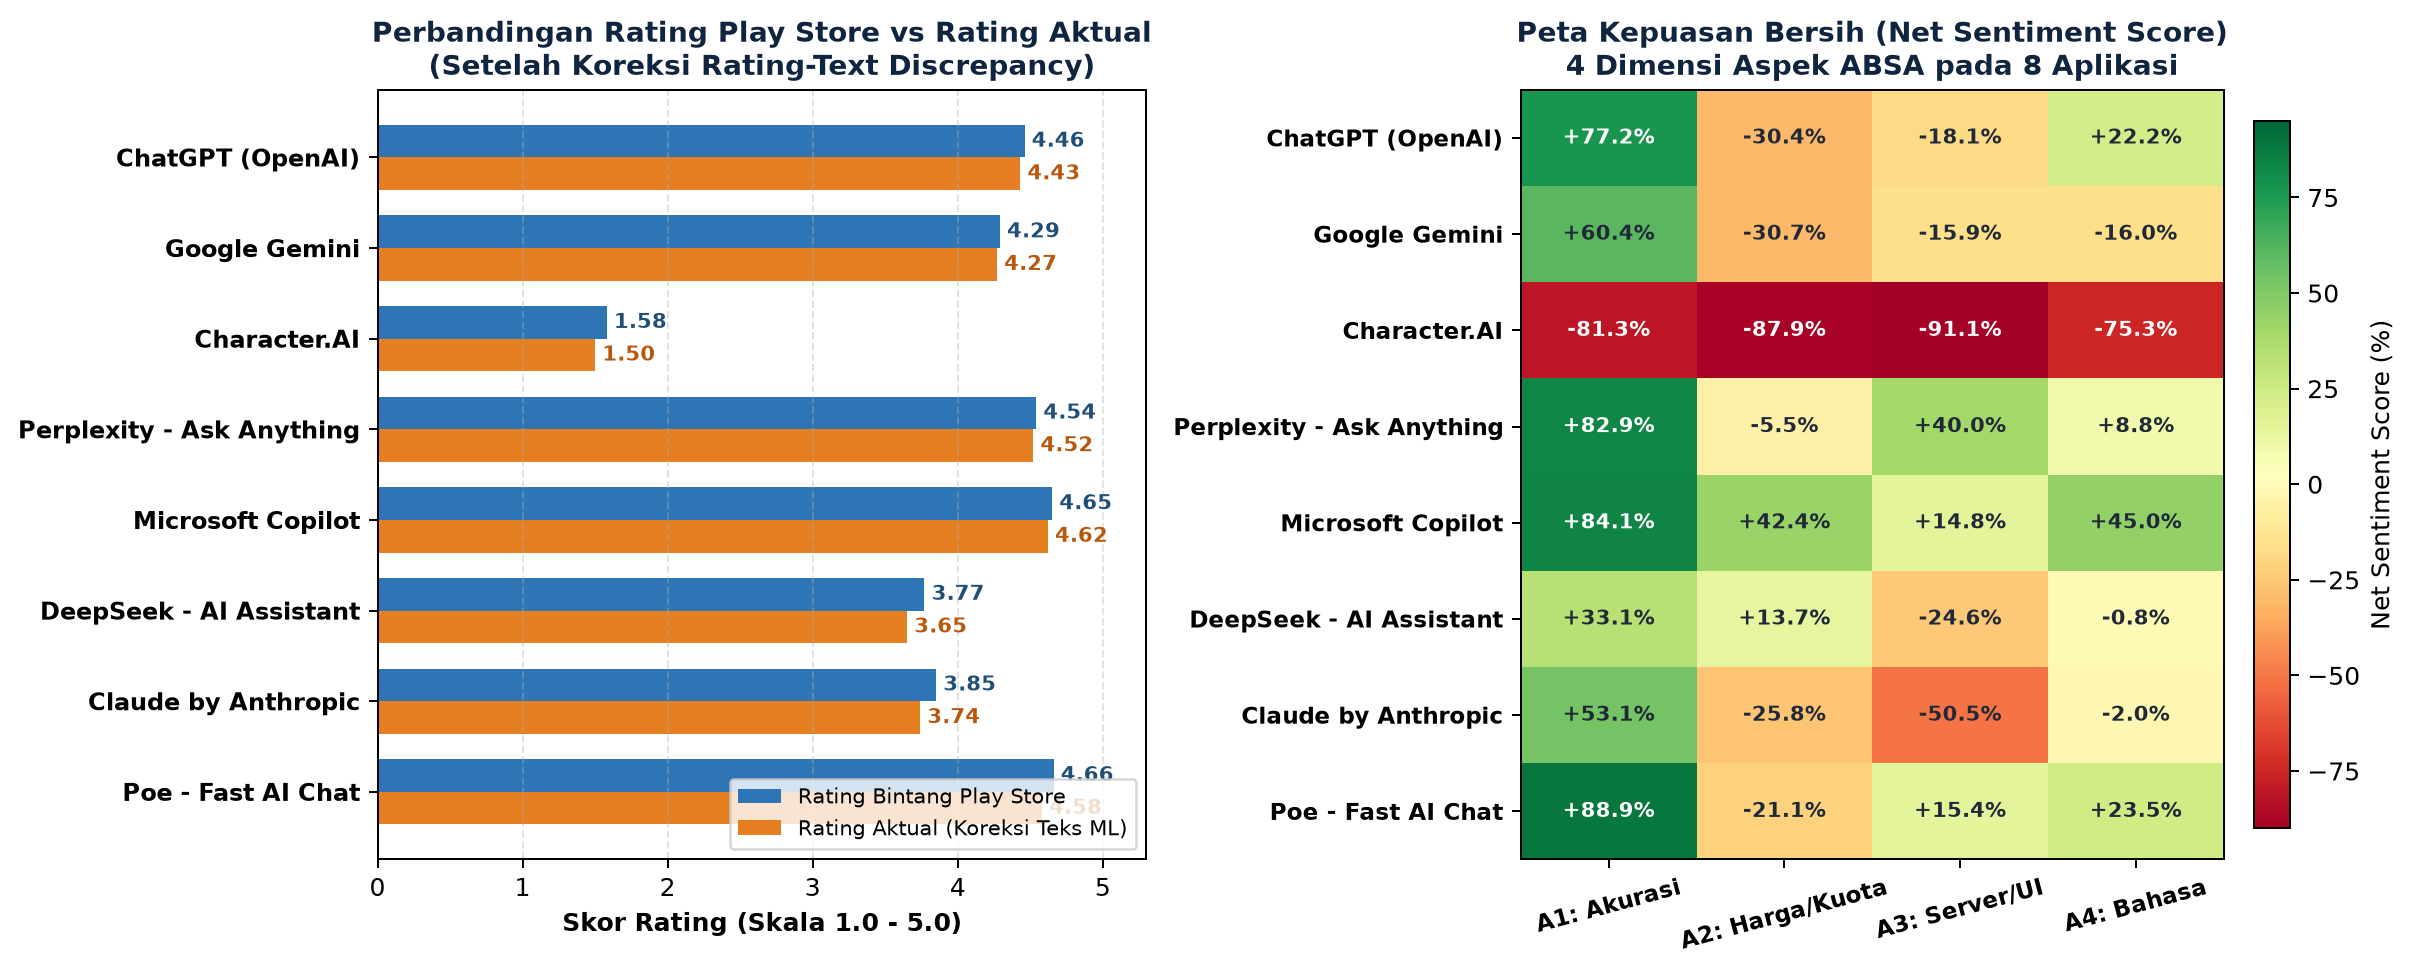 Perbandingan Rating Play Store vs Rating Aktual
(Setelah Koreksi Rating-Text Discrepancy)
ChatGPT (OpenAI)
4.46
4.43
Google Gemini
4.29
4.27
Character.AI
1.58
1.50
Perplexity - Ask Anything
4.54
4.52
Microsoft Copilot
4.65
4.62
DeepSeek - AI Assistant
3.77
3.65
Claude by Anthropic
3.85
3.74
Poe - Fast AI Chat
4.66
4.58
Rating Bintang Play Store
Rating Aktual (Koreksi Teks ML)
0 1 2 3 4 5
Skor Rating (Skala 1.0 - 5.0)
Peta Kepuasan Bersih (Net Sentiment Score)
4 Dimensi Aspek ABSA pada 8 Aplikasi
ChatGPT (OpenAI) +77.2% -30.4% -18.1% +22.2%
Google Gemini +60.4% -30.7% -15.9% -16.0%
Character.AI -81.3% -87.9% -91.1% -75.3%
Perplexity - Ask Anything +82.9% -5.5% +40.0% +8.8%
Microsoft Copilot +84.1% +42.4% +14.8% +45.0%
DeepSeek - AI Assistant +33.1% +13.7% -24.6% -0.8%
Claude by Anthropic +53.1% -25.8% -50.5% -2.0%
Poe - Fast AI Chat +88.9% -21.1% +15.4% +23.5%
A1: Akurasi A2: Harga/Kuota A3: Server/UI A4: Bahasa
75
50
25
0
−25
−50
−75
Net Sentiment Score (%)